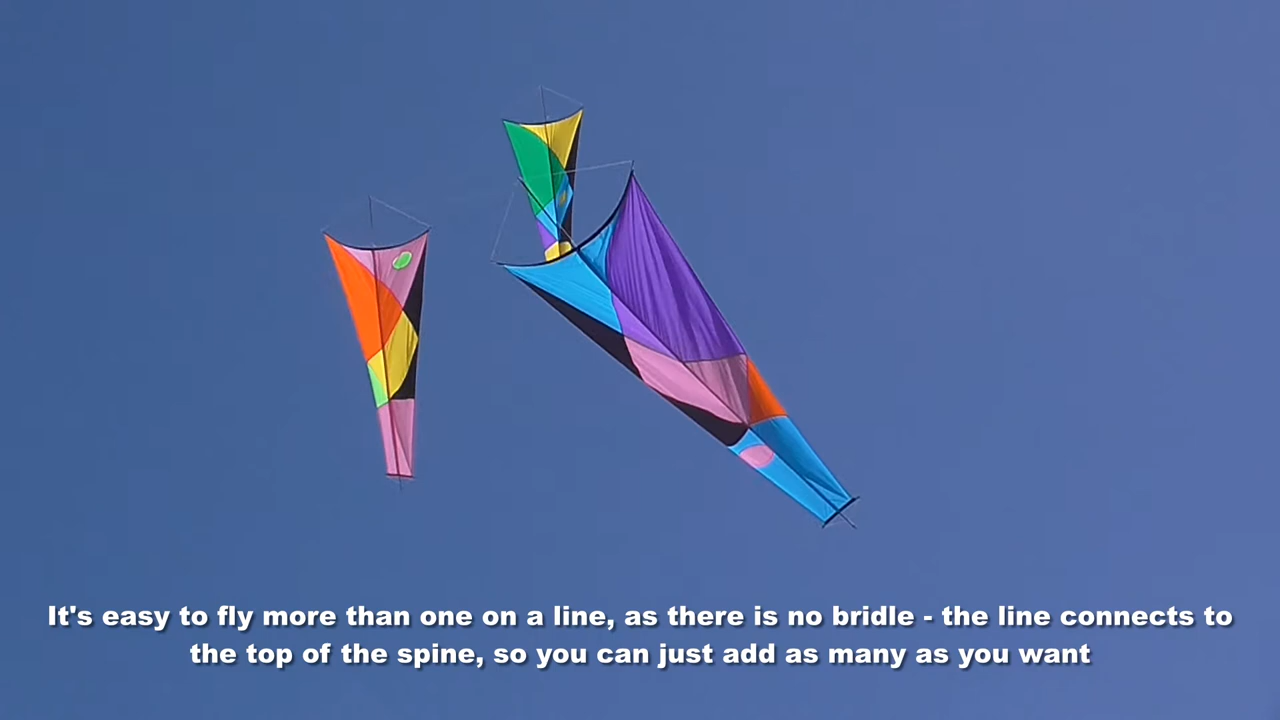 It's easy to fly more than one on a line, as there is no bridle - the line connects to
the top of the spine, so you can just add as many as you want